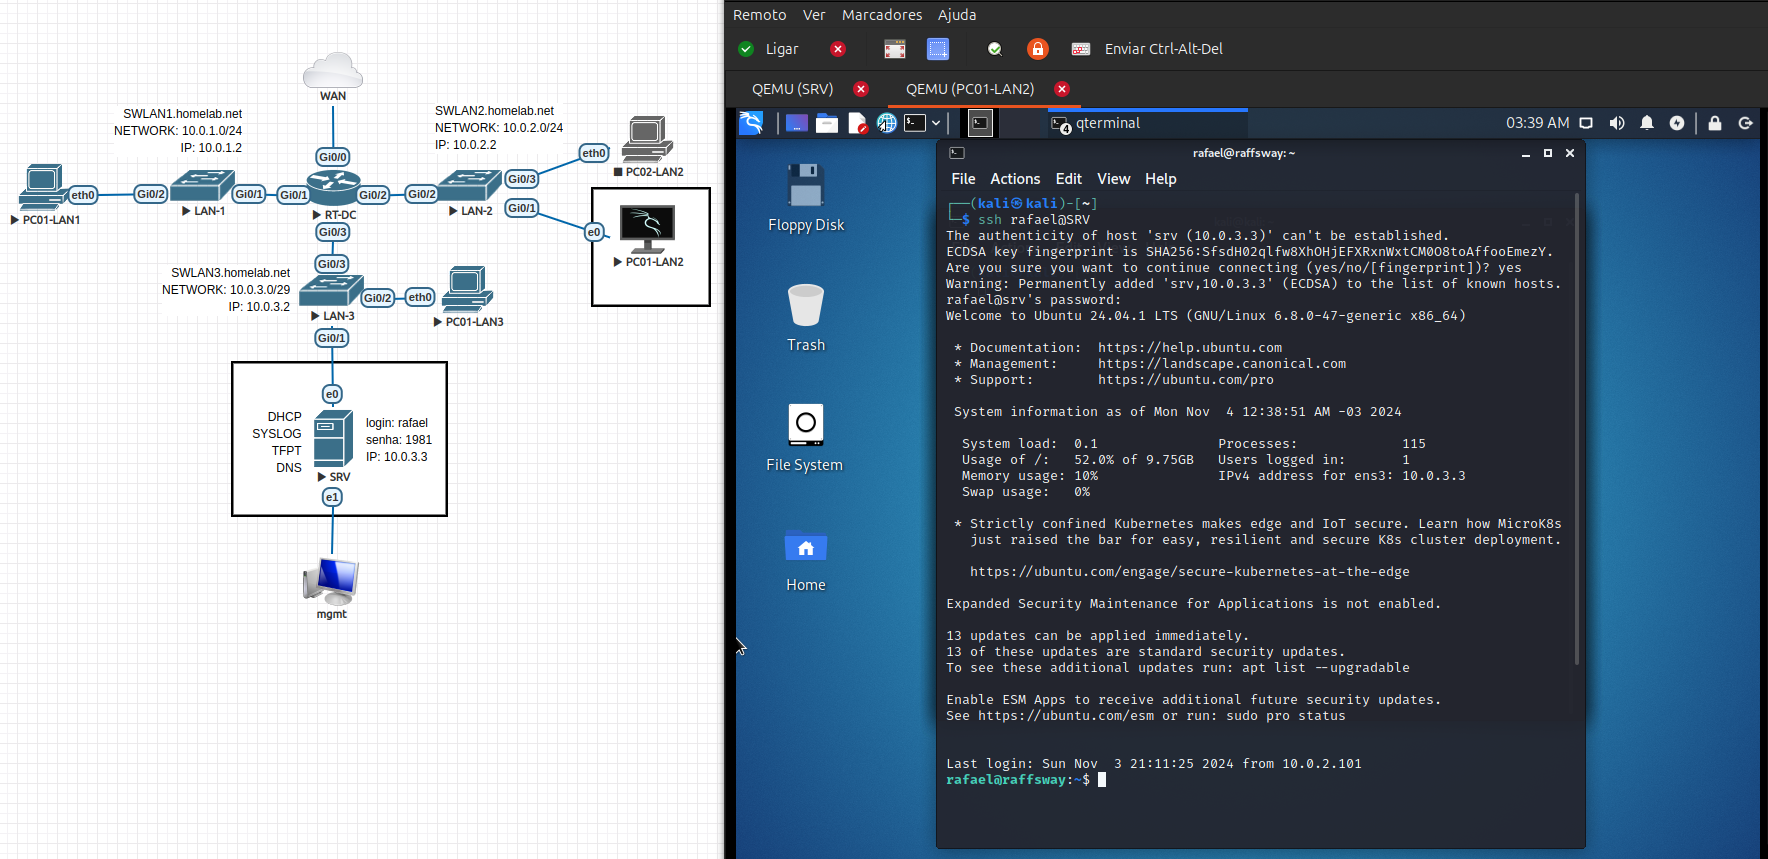 WAN
SWLAN1.homelab.net
NETWORK: 10.0.1.0/24
IP: 10.0.1.2
SWLAN2.homelab.net
NETWORK: 10.0.2.0/24
IP: 10.0.2.2
Gi0/0
eth0
PC02-LAN2
Gi0/3
eth0
Gi0/2
Gi0/1
Gi0/1
Gi0/2
Gi0/2
Gi0/1
PC01-LAN1
LAN-1
RT-DC
LAN-2
Gi0/3
e0
PC01-LAN2
SWLAN3.homelab.net
NETWORK: 10.0.3.0/29
IP: 10.0.3.2
Gi0/3
Gi0/2
eth0
LAN-3
PC01-LAN3
Gi0/1
e0
DHCP
SYSLOG
TFPT
DNS
login: rafael
senha: 1981
IP: 10.0.3.3
SRV
e1
mgmt
Remoto Ver Marcadores Ajuda
Ligar Enviar Ctrl-Alt-Del
QEMU (SRV) QEMU (PC01-LAN2)
4 qterminal 03:39 AM
Floppy Disk
Trash
File System
Home
rafael@raffsway: ~
File Actions Edit View Help
┌──(kali㉿kali)-[~]
└─$ ssh rafael@SRV
The authenticity of host 'srv (10.0.3.3)' can't be established.
ECDSA key fingerprint is SHA256:SfsdH02qlfw8XhOHjEFXRxnWxtCM0O8toAffooEmezY.
Are you sure you want to continue connecting (yes/no/[fingerprint])? yes
Warning: Permanently added 'srv,10.0.3.3' (ECDSA) to the list of known hosts.
rafael@srv's password:
Welcome to Ubuntu 24.04.1 LTS (GNU/Linux 6.8.0-47-generic x86_64)
* Documentation: https://help.ubuntu.com
* Management: https://landscape.canonical.com
* Support: https://ubuntu.com/pro
System information as of Mon Nov 4 12:38:51 AM -03 2024
System load: 0.1 Processes: 115
Usage of /: 52.0% of 9.75GB Users logged in: 1
Memory usage: 10% IPv4 address for ens3: 10.0.3.3
Swap usage: 0%
* Strictly confined Kubernetes makes edge and IoT secure. Learn how MicroK8s
just raised the bar for easy, resilient and secure K8s cluster deployment.
https://ubuntu.com/engage/secure-kubernetes-at-the-edge
Expanded Security Maintenance for Applications is not enabled.
13 updates can be applied immediately.
13 of these updates are standard security updates.
To see these additional updates run: apt list --upgradable
Enable ESM Apps to receive additional future security updates.
See https://ubuntu.com/esm or run: sudo pro status
Last login: Sun Nov 3 21:11:25 2024 from 10.0.2.101
rafael@raffsway:~$